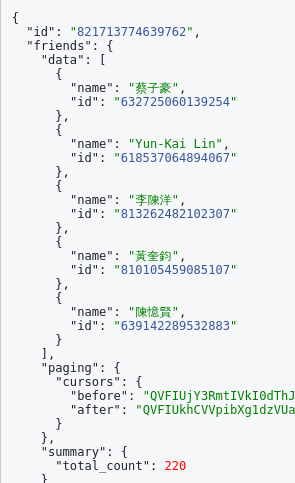 {
"id": "821713774639762",
"friends": {
"data": [
{
"name": "蔡子豪",
"id": "632725060139254"
},
{
"name": "Yun-Kai Lin"
"id": "618537064894067"
},
{
"name": "李陳洋",
"id": "813262482102307"
},
{
"name": "黃奎鈞",
"id": "810105459085107"
},
{
"name": "陳憶賢",
"id": "639142289532883"
}
],
"paging": {
"cursors": {
"before": "QVFIUjY3RmtIVkI0dThJ
"after": "QVFIUkhCVVpibXg1dzVUa
}
},
"summary": {
"total_count": 220
}